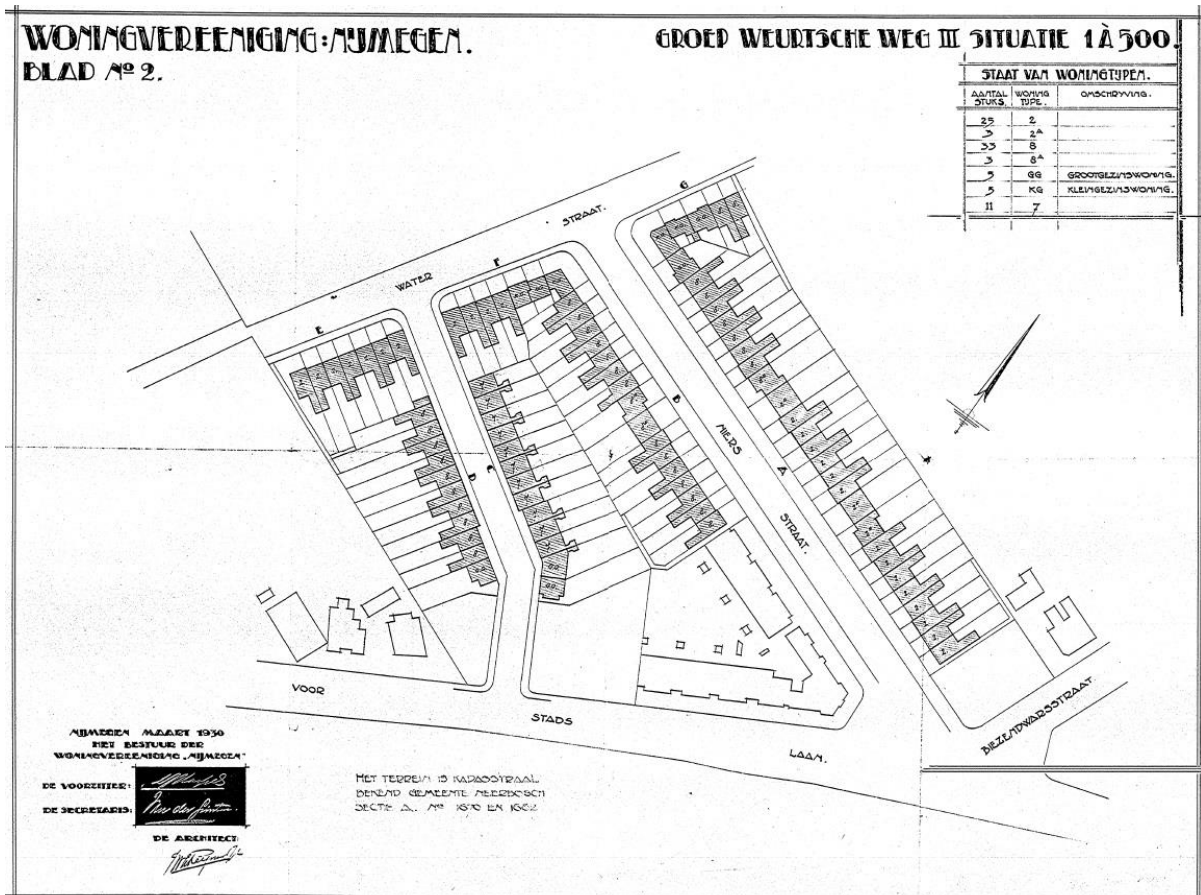 WONINGVEREENIGING: NIJMEGEN.
BLAD Nº 2.
GROEP WEURTSCHE WEG III SITUATIE 1 À 500.
STAAT VAN WONINGTYPEN.
AANTAL STUKS. WONING TYPE. OMSCHRYVING.
25 2
3 2ᴬ
33 8
3 8ᴬ
5 GG GROOTGEZINSWONING.
5 KG KLEINGEZINSWONING.
11 7
G
STRAAT.
F
WATER
E
B
MIERS
A
D
C
STRAAT.
VOOR
STADS
LAAN.
BIEZENDWARSSTRAAT.
NIJMEGEN MAART 1930
HET BESTUUR DER
WONINGVEREENIGING „NIJMEGEN"
DE VOORZITTER:
DE SECRETARIS:
DE ARCHITECT:
HET TERREIN IS KADASSTRAAL
BEKEND GEMEENTE NEERBOSCH
SECTIE A. Nº 1670 EN 1662